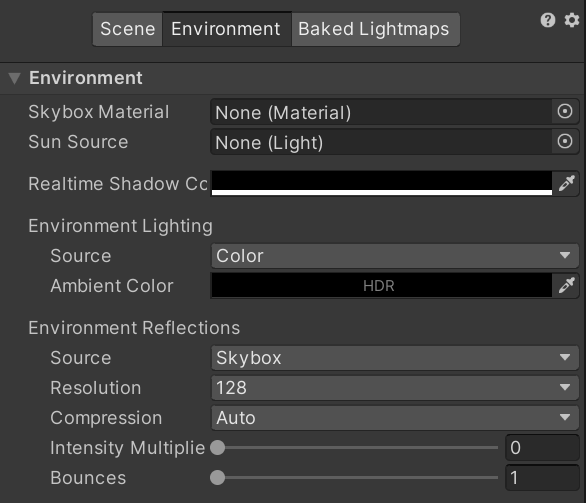 Scene Environment Baked Lightmaps
Environment
Skybox Material None (Material)
Sun Source None (Light)
Realtime Shadow Co
Environment Lighting
Source Color
Ambient Color HDR
Environment Reflections
Source Skybox
Resolution 128
Compression Auto
Intensity Multiplie 0
Bounces 1